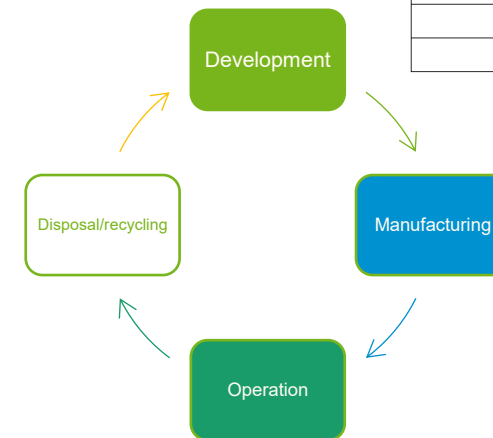 Development
Disposal/recycling
Manufacturing
Operation